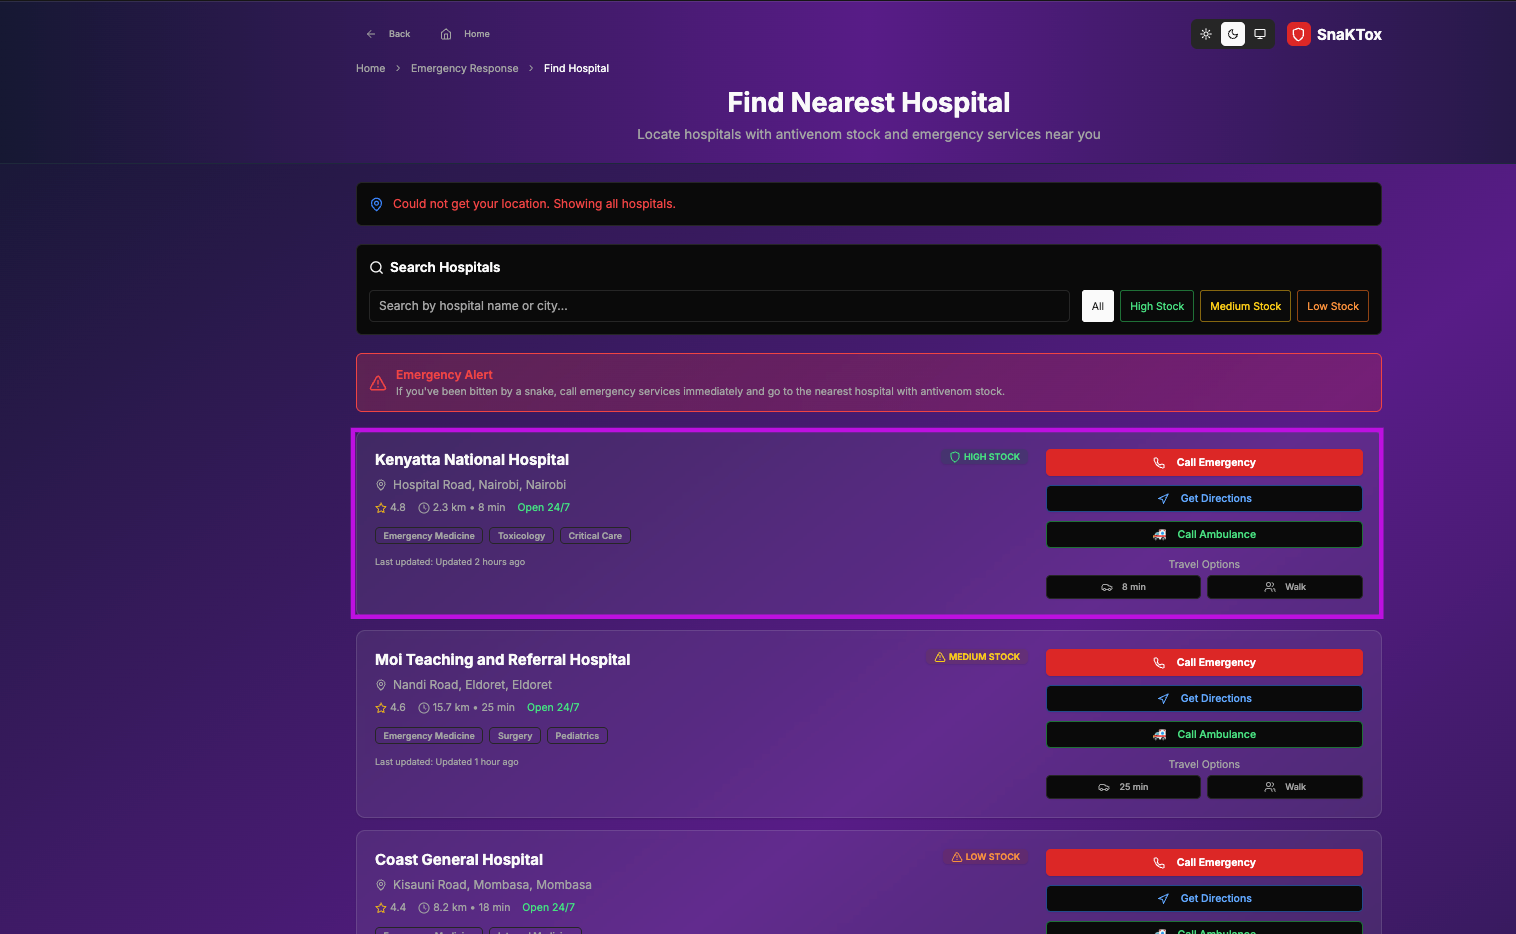 Back Home SnaKTox
Home > Emergency Response > Find Hospital
Find Nearest Hospital
Locate hospitals with antivenom stock and emergency services near you
Could not get your location. Showing all hospitals.
Search Hospitals
Search by hospital name or city...
All High Stock Medium Stock Low Stock
Emergency Alert
If you've been bitten by a snake, call emergency services immediately and go to the nearest hospital with antivenom stock.
Kenyatta National Hospital
HIGH STOCK
Hospital Road, Nairobi, Nairobi
4.8 2.3 km • 8 min Open 24/7
Emergency Medicine Toxicology Critical Care
Last updated: Updated 2 hours ago
Call Emergency
Get Directions
Call Ambulance
Travel Options
8 min Walk
Moi Teaching and Referral Hospital
MEDIUM STOCK
Nandi Road, Eldoret, Eldoret
4.6 15.7 km • 25 min Open 24/7
Emergency Medicine Surgery Pediatrics
Last updated: Updated 1 hour ago
Call Emergency
Get Directions
Call Ambulance
Travel Options
25 min Walk
Coast General Hospital
LOW STOCK
Kisauni Road, Mombasa, Mombasa
4.4 8.2 km • 18 min Open 24/7
Call Emergency
Get Directions
Call Ambulance